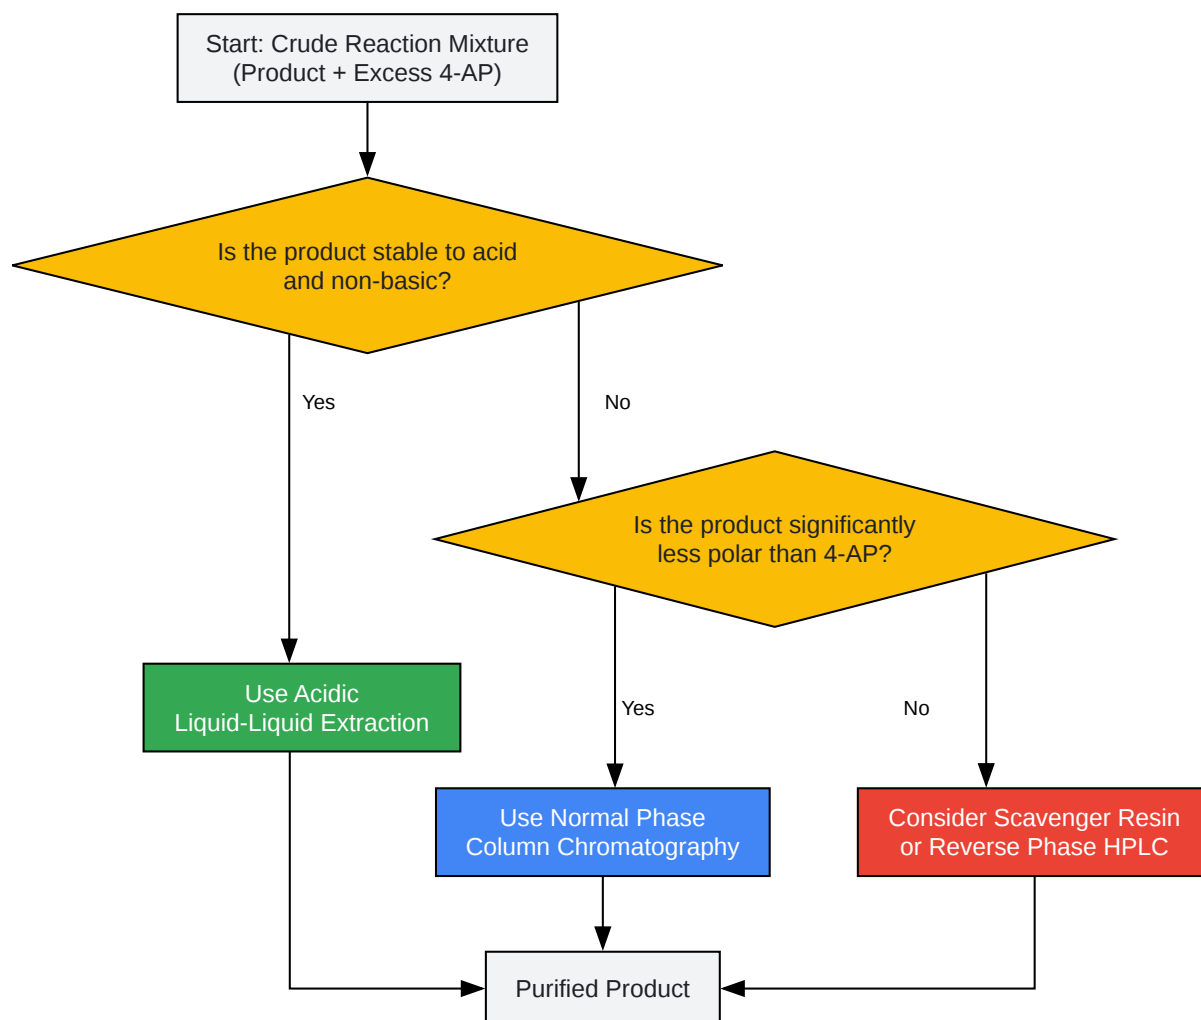 Start: Crude Reaction Mixture
(Product + Excess 4-AP)
Is the product stable to acid
and non-basic?
Yes
No
Is the product significantly
less polar than 4-AP?
Use Acidic
Liquid-Liquid Extraction
Yes
No
Use Normal Phase
Column Chromatography
Consider Scavenger Resin
or Reverse Phase HPLC
Purified Product